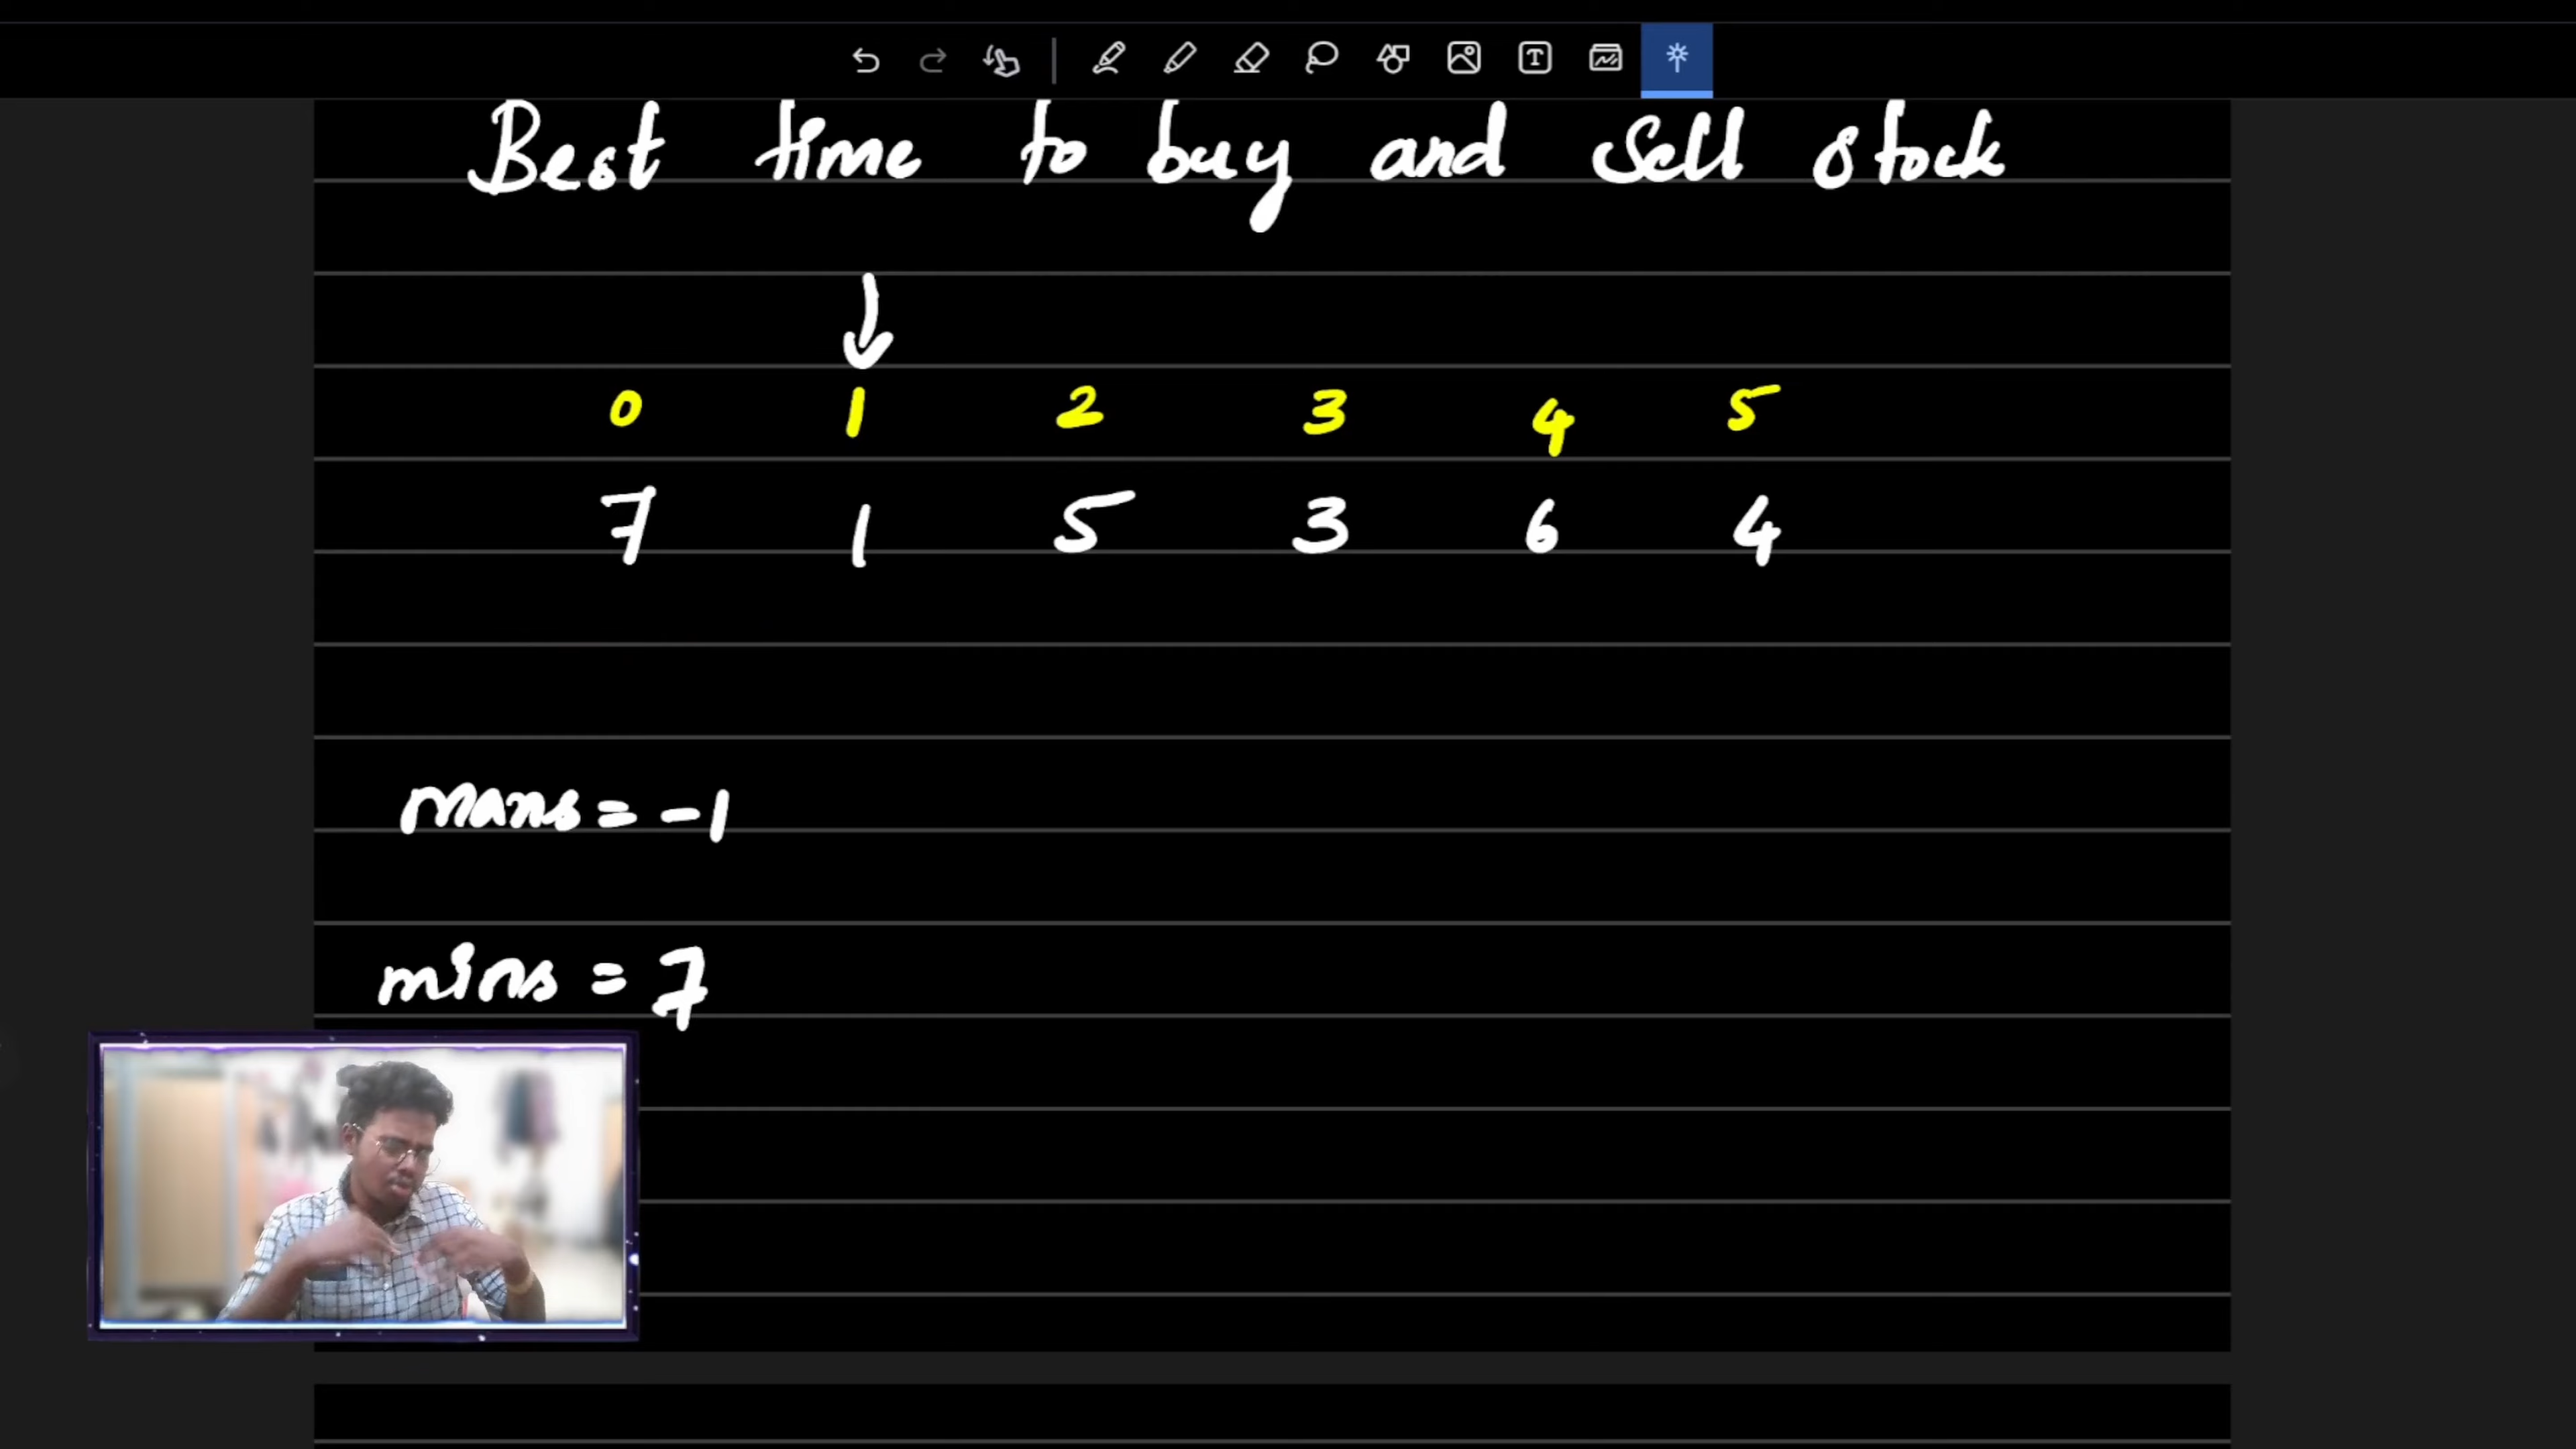 Best time to buy and sell stock
0 1 2 3 4 5
7 1 5 3 6 4
mans = -1
mins = 7